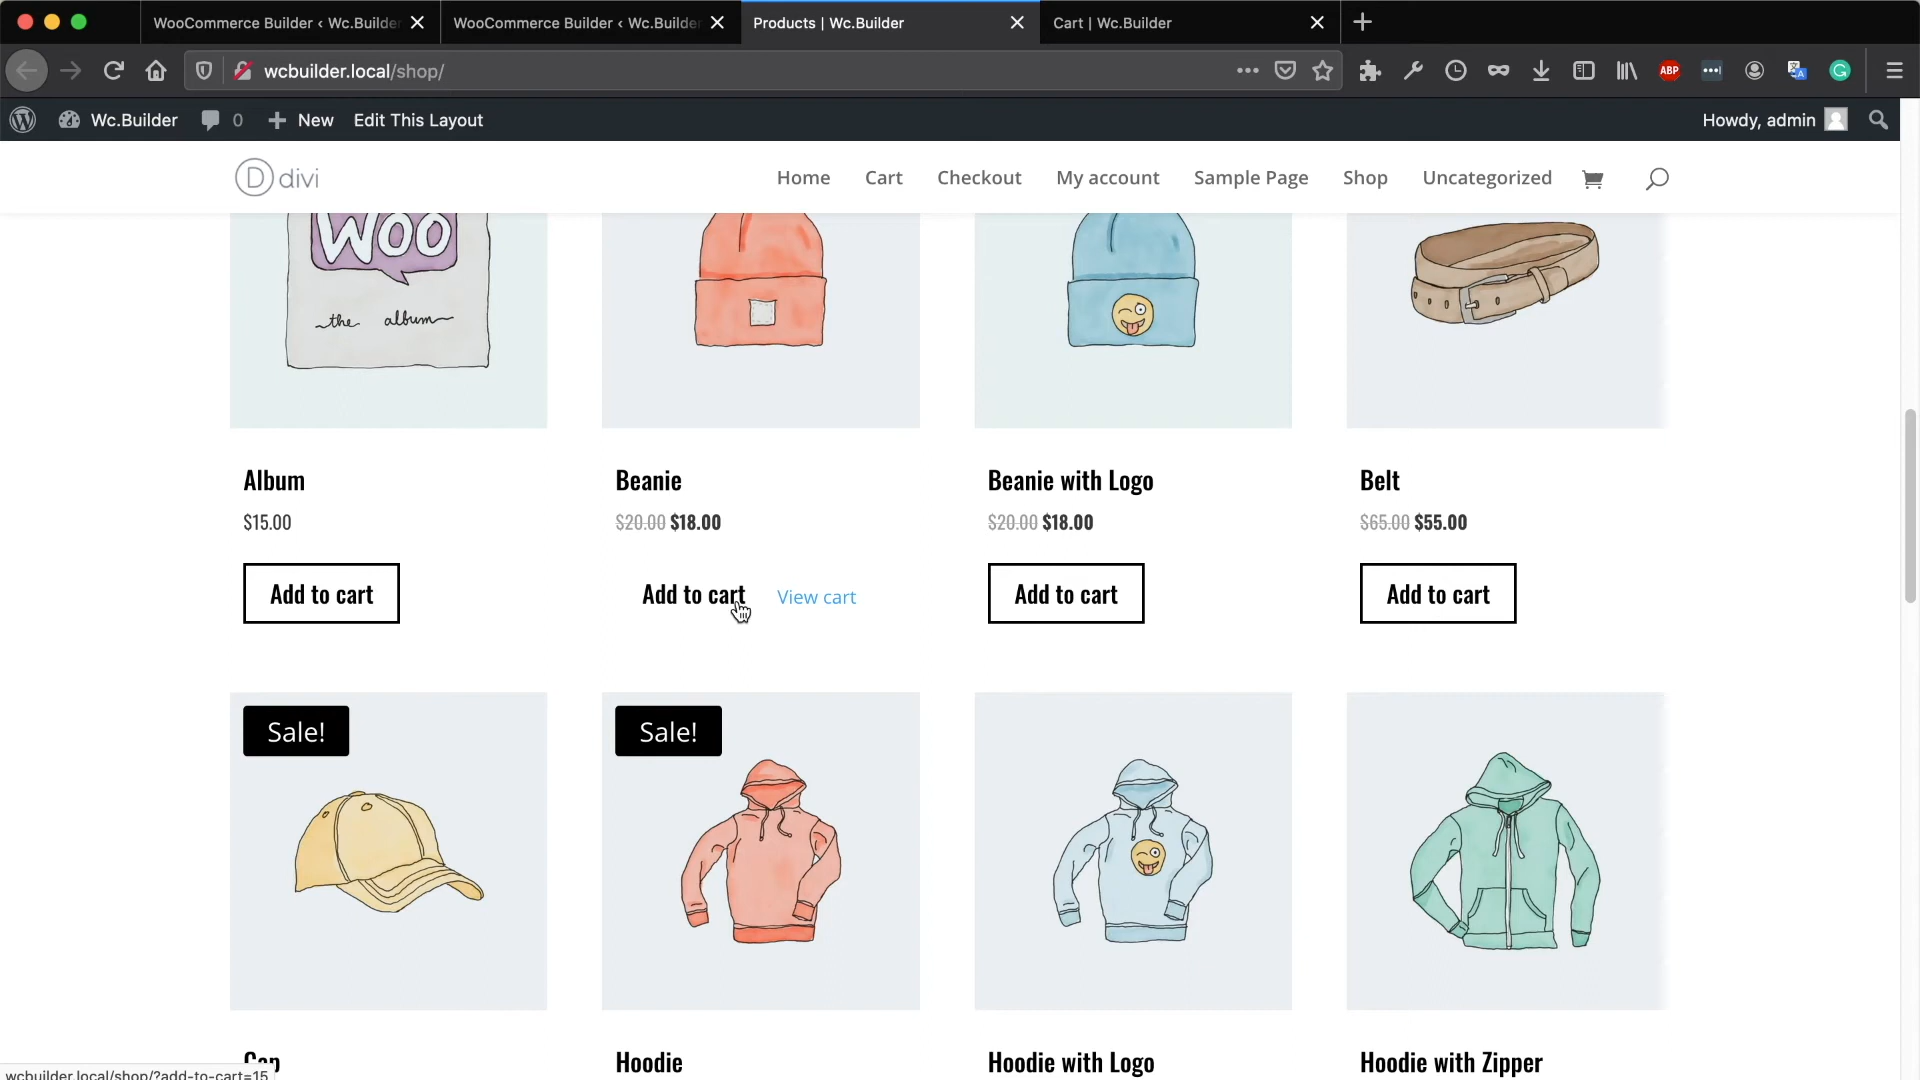 WooCommerce Builder ‹ Wc.Builder
WooCommerce Builder ‹ Wc.Builder
Products | Wc.Builder
Cart | Wc.Builder
wcbuilder.local/shop/
ABP
Wc.Builder
0
New
Edit This Layout
Howdy, admin
D divi
Home
Cart
Checkout
My account
Sample Page
Shop
Uncategorized
WOO
the album
Album
Beanie
Beanie with Logo
Belt
$15.00
$20.00 $18.00
$20.00 $18.00
$65.00 $55.00
Add to cart
Add to cart
View cart
Add to cart
Add to cart
Sale!
Sale!
Cap
Hoodie
Hoodie with Logo
Hoodie with Zipper
wcbuilder.local/shop/?add-to-cart=15